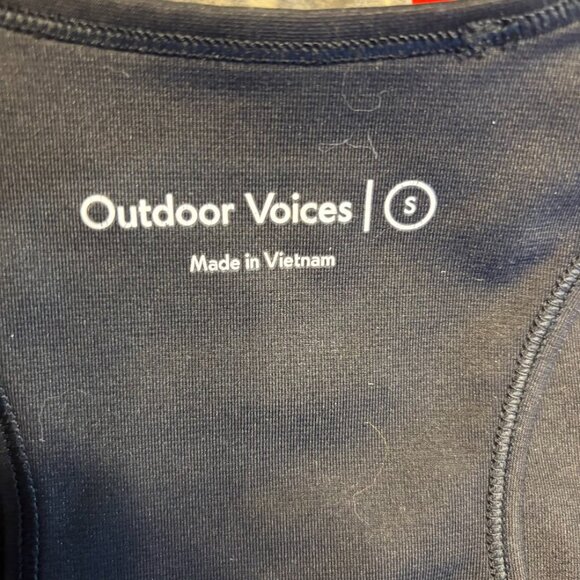 Outdoor Voices | S
Made in Vietnam